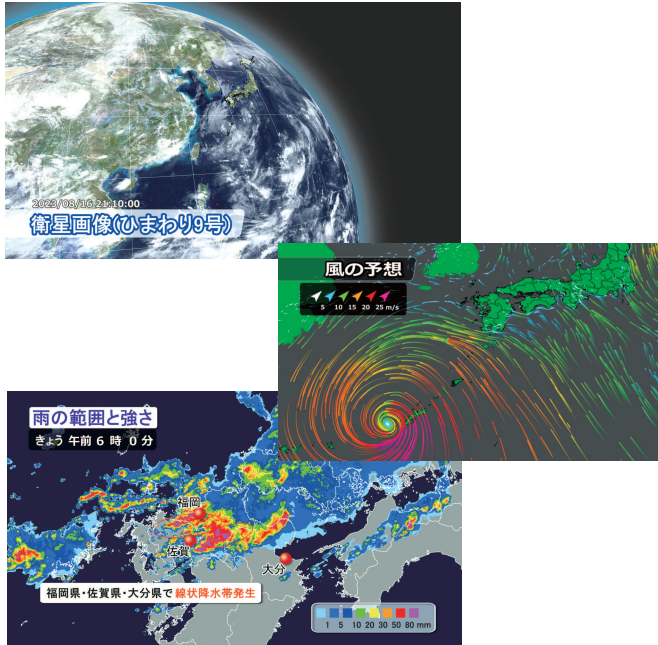 2023/08/16 21:10:00
衛星画像(ひまわり9号)
風の予想
5 10 15 20 25 m/s
雨の範囲と強さ
きょう 午前 6 時 0 分
福岡
佐賀
大分
福岡県・佐賀県・大分県で 線状降水帯発生
1 5 10 20 30 50 80 mm